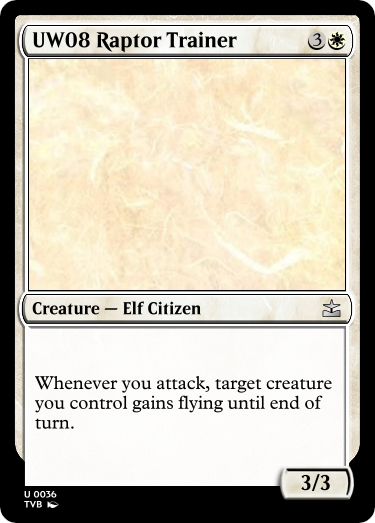 UW08 Raptor Trainer 3
Creature — Elf Citizen
Whenever you attack, target creature
you control gains flying until end of
turn.
3/3
U 0036
TVB